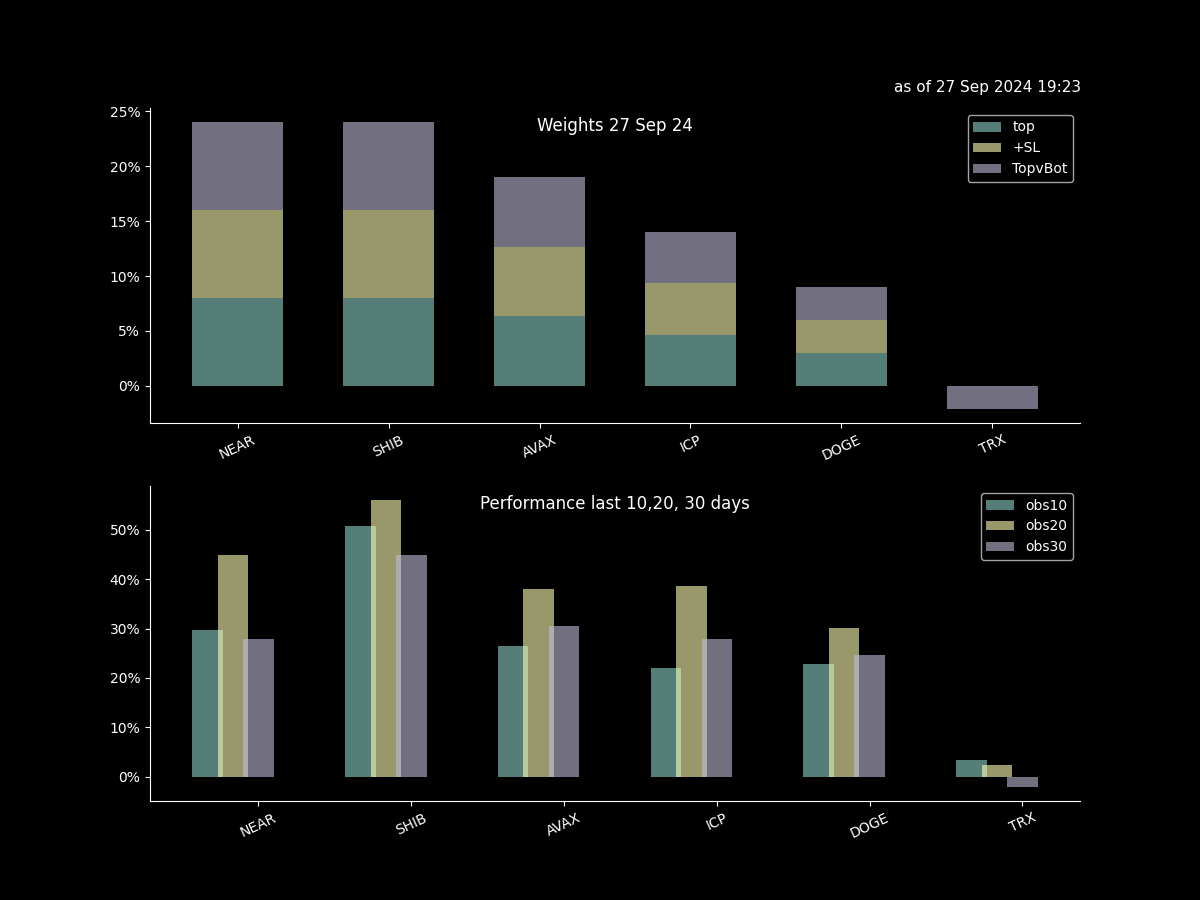 as of 27 Sep 2024 19:23
Weights 27 Sep 24
top
+SL
TopvBot
25%
20%
15%
10%
5%
0%
NEAR SHIB AVAX ICP DOGE TRX
Performance last 10,20, 30 days
obs10
obs20
obs30
50%
40%
30%
20%
10%
0%
NEAR SHIB AVAX ICP DOGE TRX